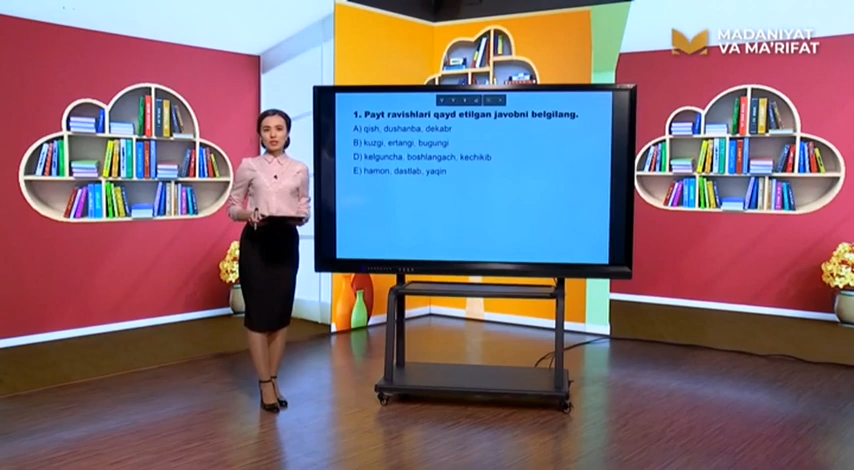 MADANIYAT
VA MA'RIFAT
1. Payt ravishlari qayd etilgan javobni belgilang.
A) qish, dushanba, dekabr
B) kuzgi, ertangi, bugungi
D) kelguncha, boshlangach, kechikib
E) hamon, dastlab, yaqin